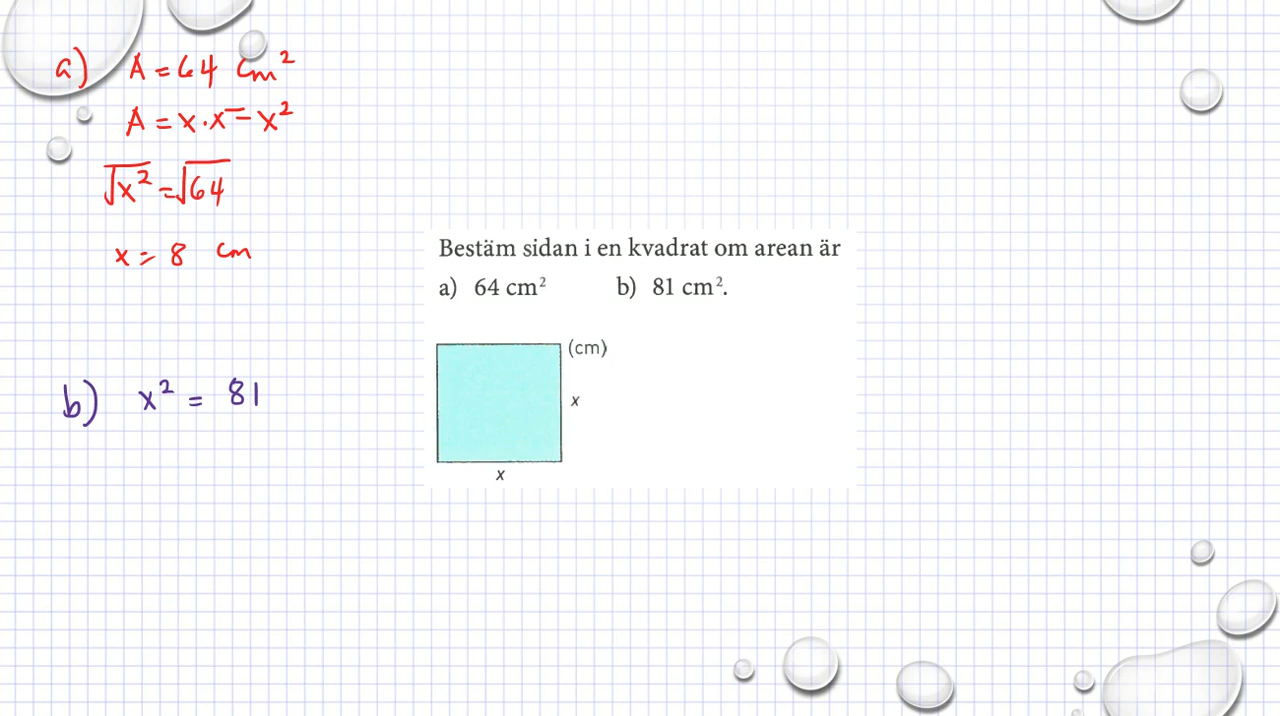 a) A = 64 cm²
A = x · x = x²
√x² = √64
x = 8 cm
Bestäm sidan i en kvadrat om arean är
a) 64 cm² b) 81 cm².
(cm)
x
x
b) x² = 81